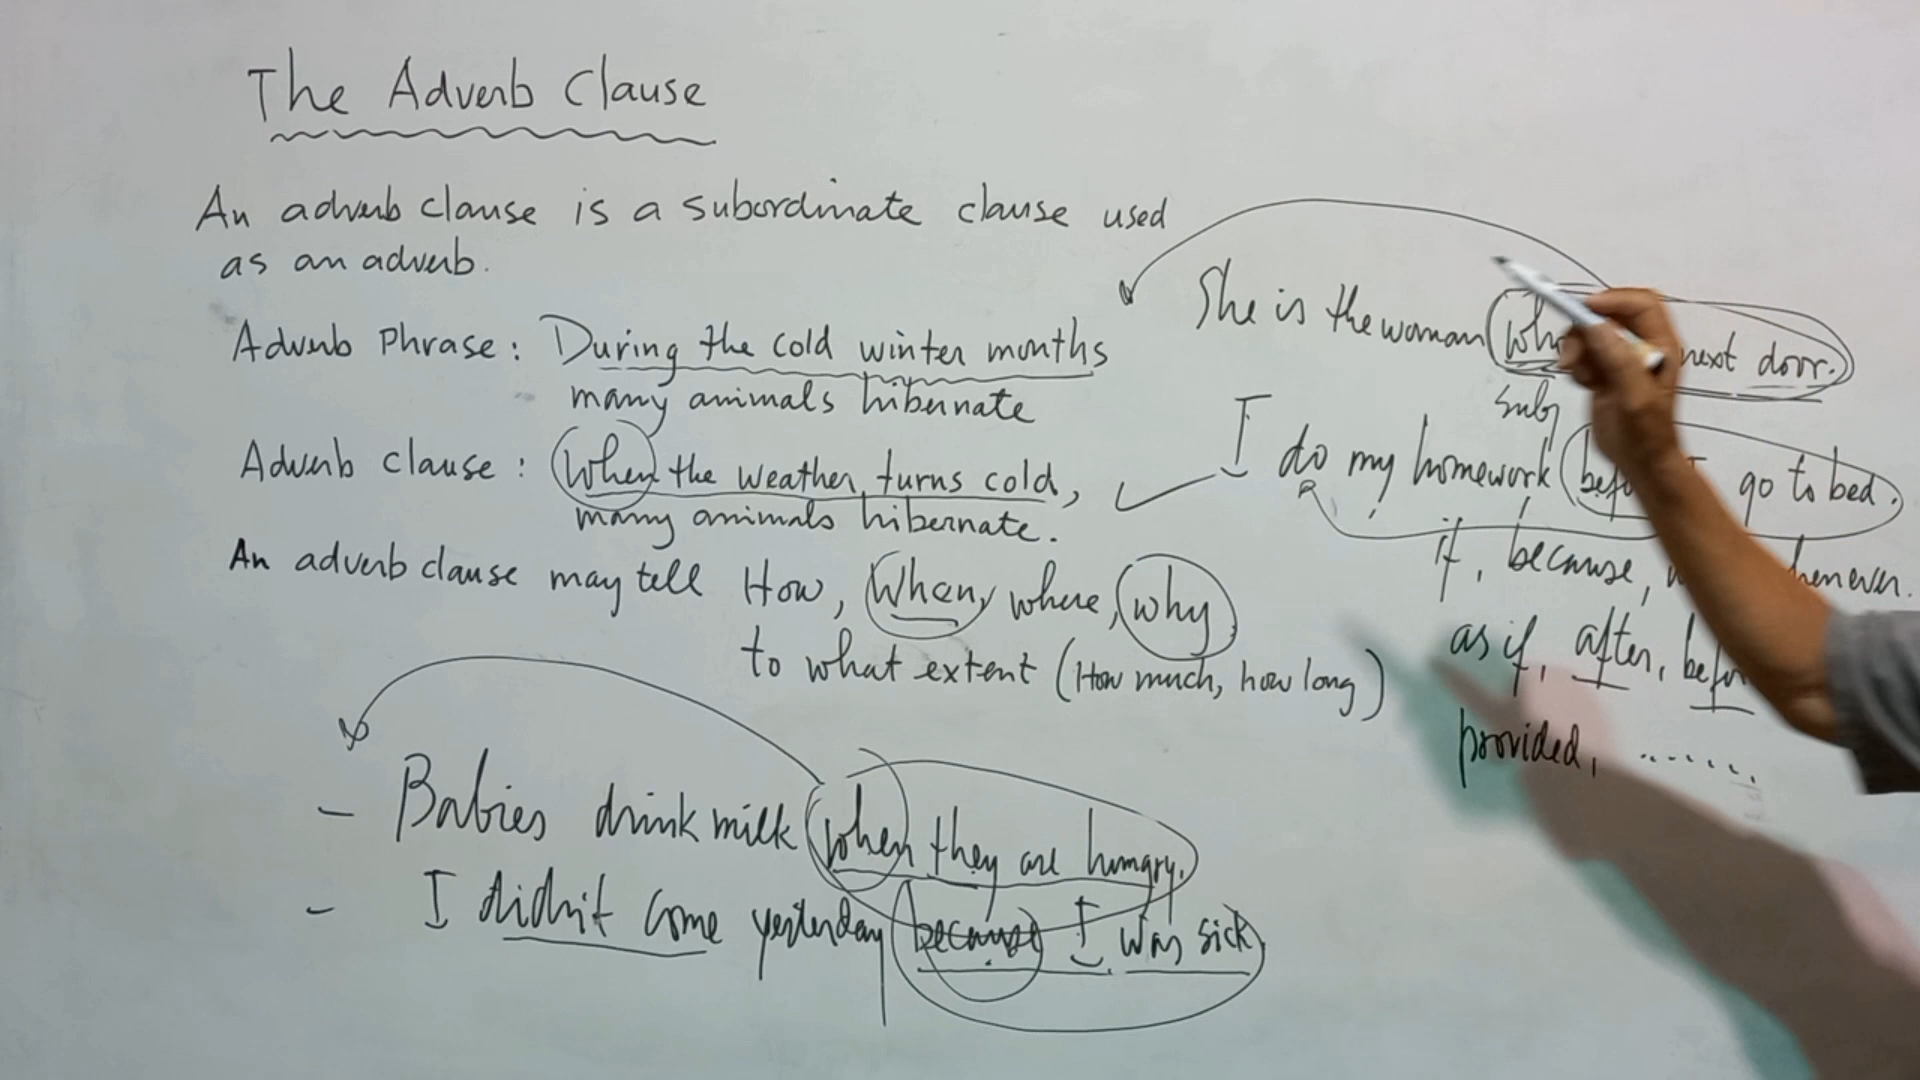 The Adverb Clause
An adverb clause is a subordinate clause used
as an adverb.
Adverb Phrase: During the cold winter months
many animals hibernate
Adverb clause: When the weather turns cold,
many animals hibernate.
An adverb clause may tell How, When, where, why
to what extent (How much, how long)
- Babies drink milk when they are hungry.
- I didn't come yesterday because I was sick.
She is the woman next door.
subj
I do my homework go to bed.
if, because,
as if, after,
provided, ......